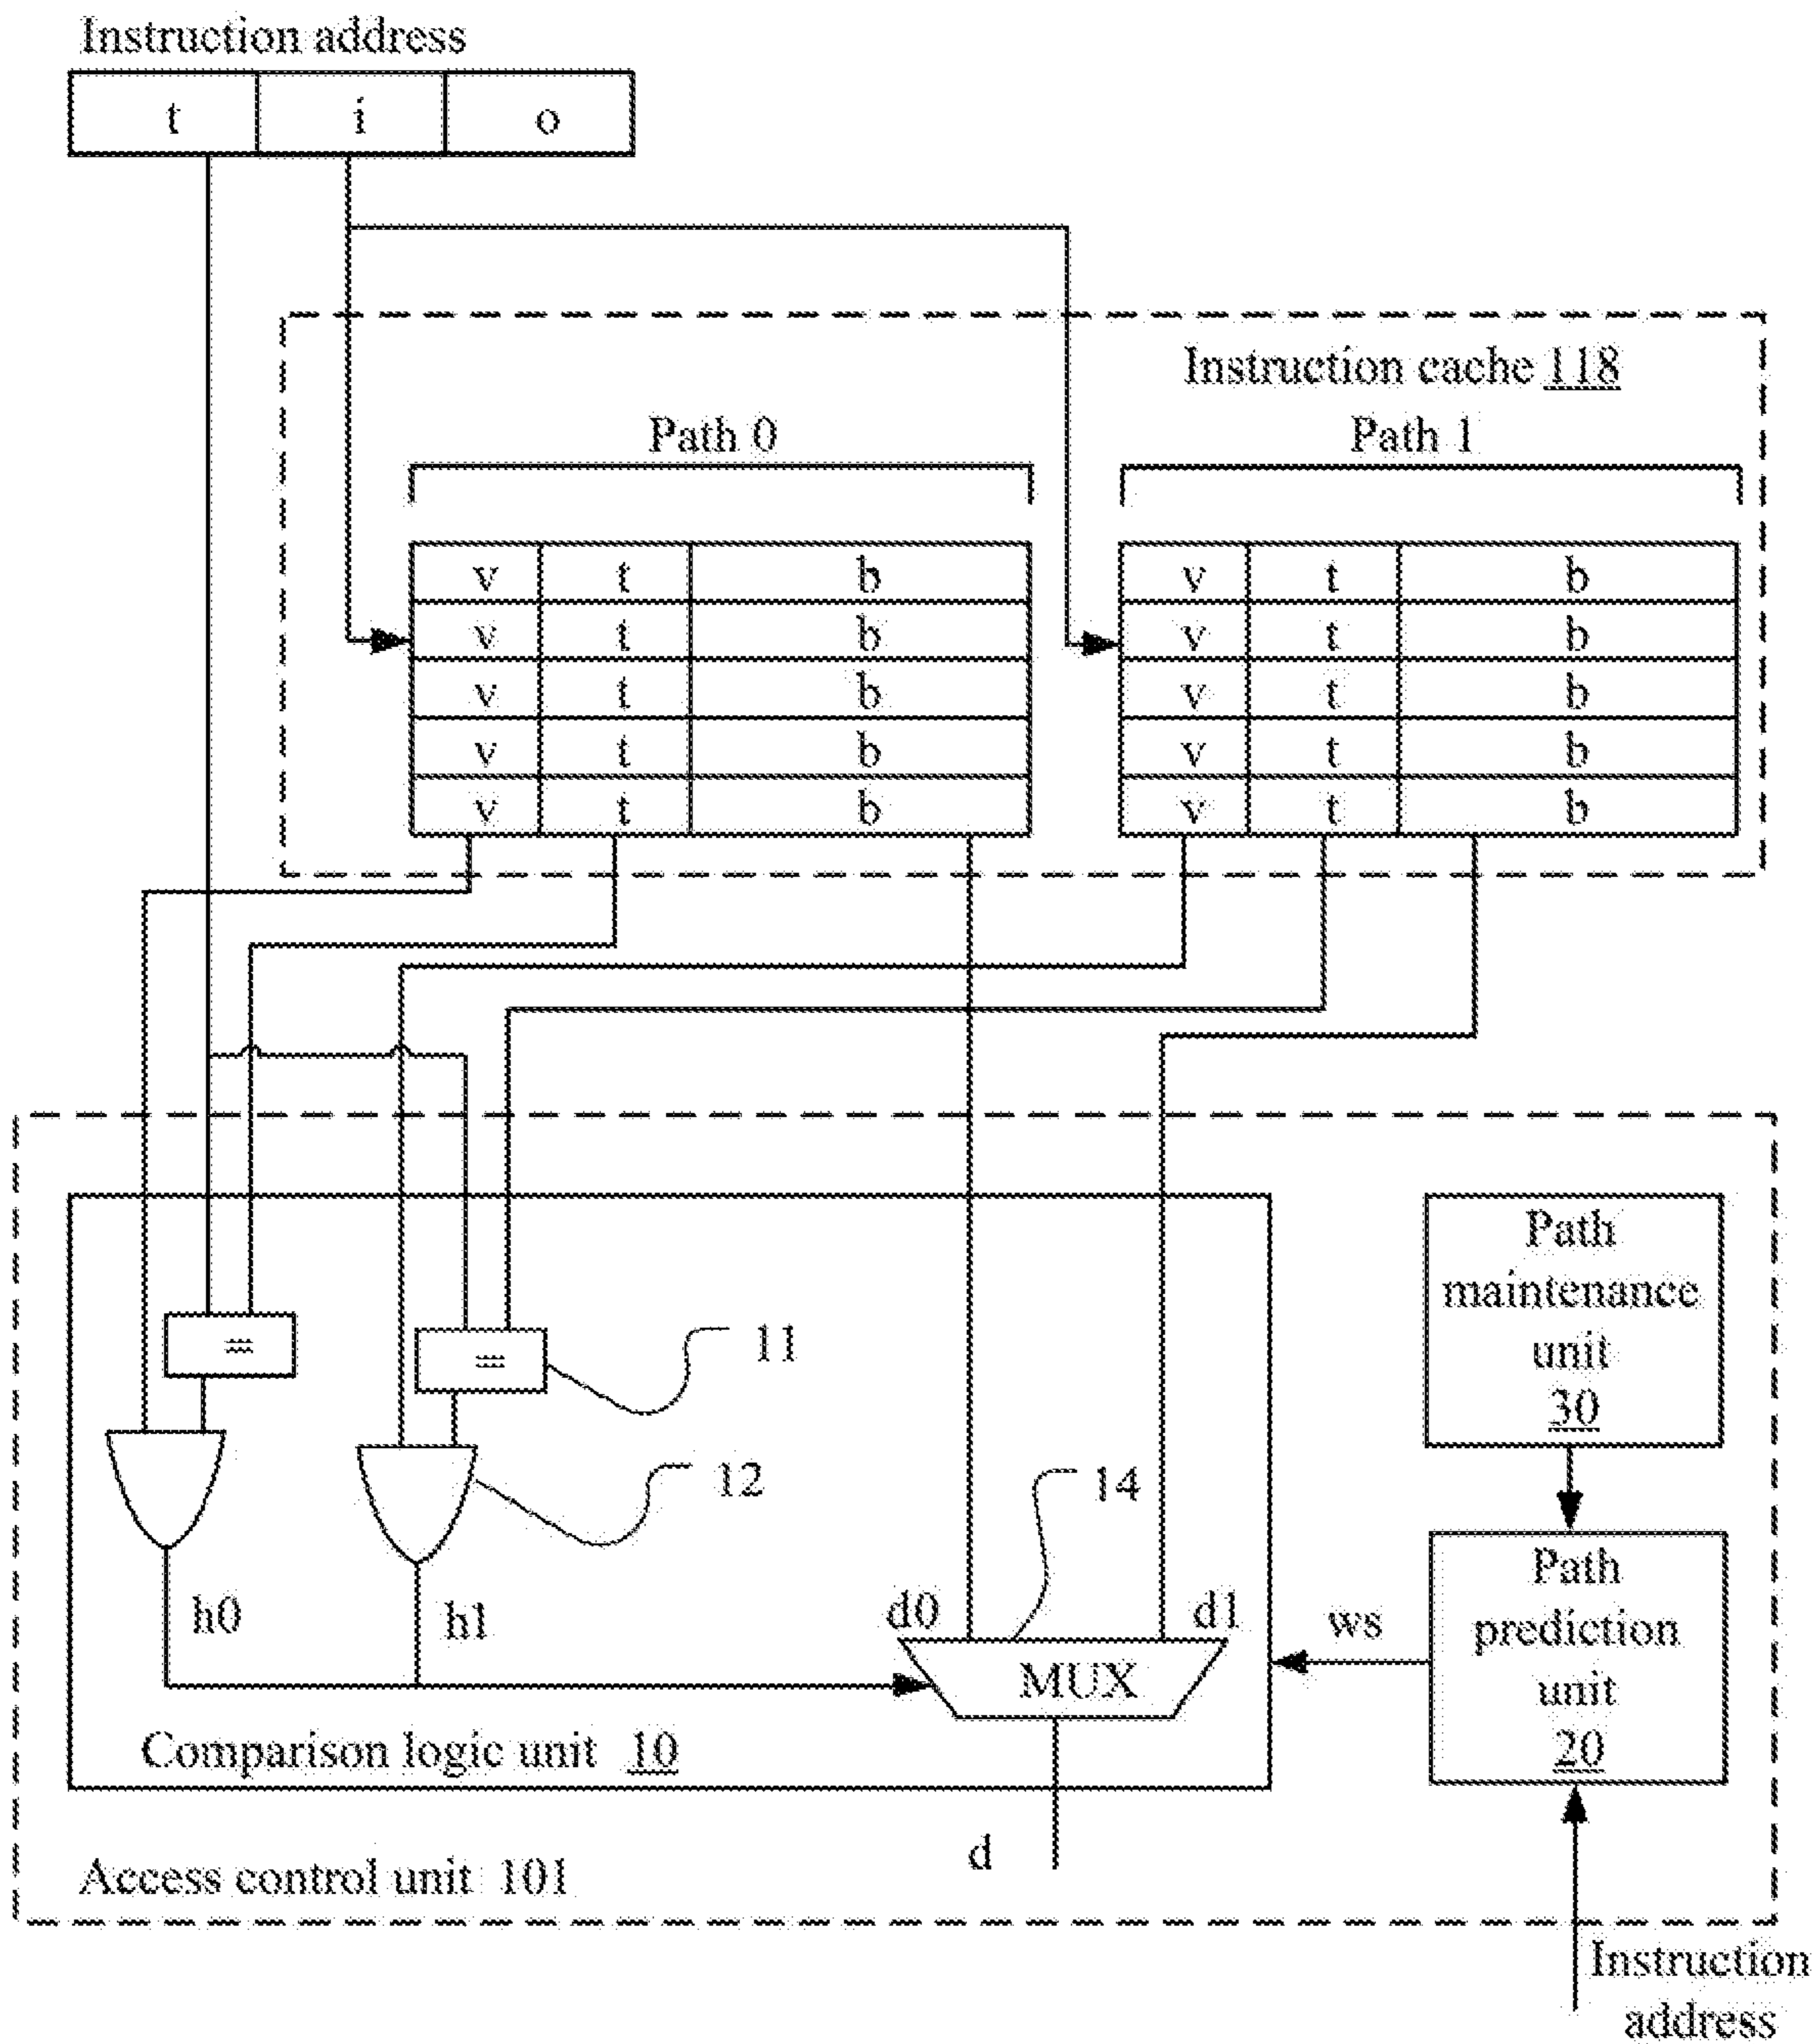 Instruction address
t i o
Instruction cache 118
Path 0 Path 1
v t b v t b
v t b v t b
v t b v t b
v t b v t b
v t b v t b
Path
maintenance
unit
30
= =
11
12
14
h0 h1
d0 d1
MUX
ws
Path
prediction
unit
20
Comparison logic unit 10
d
Access control unit 101
Instruction
address